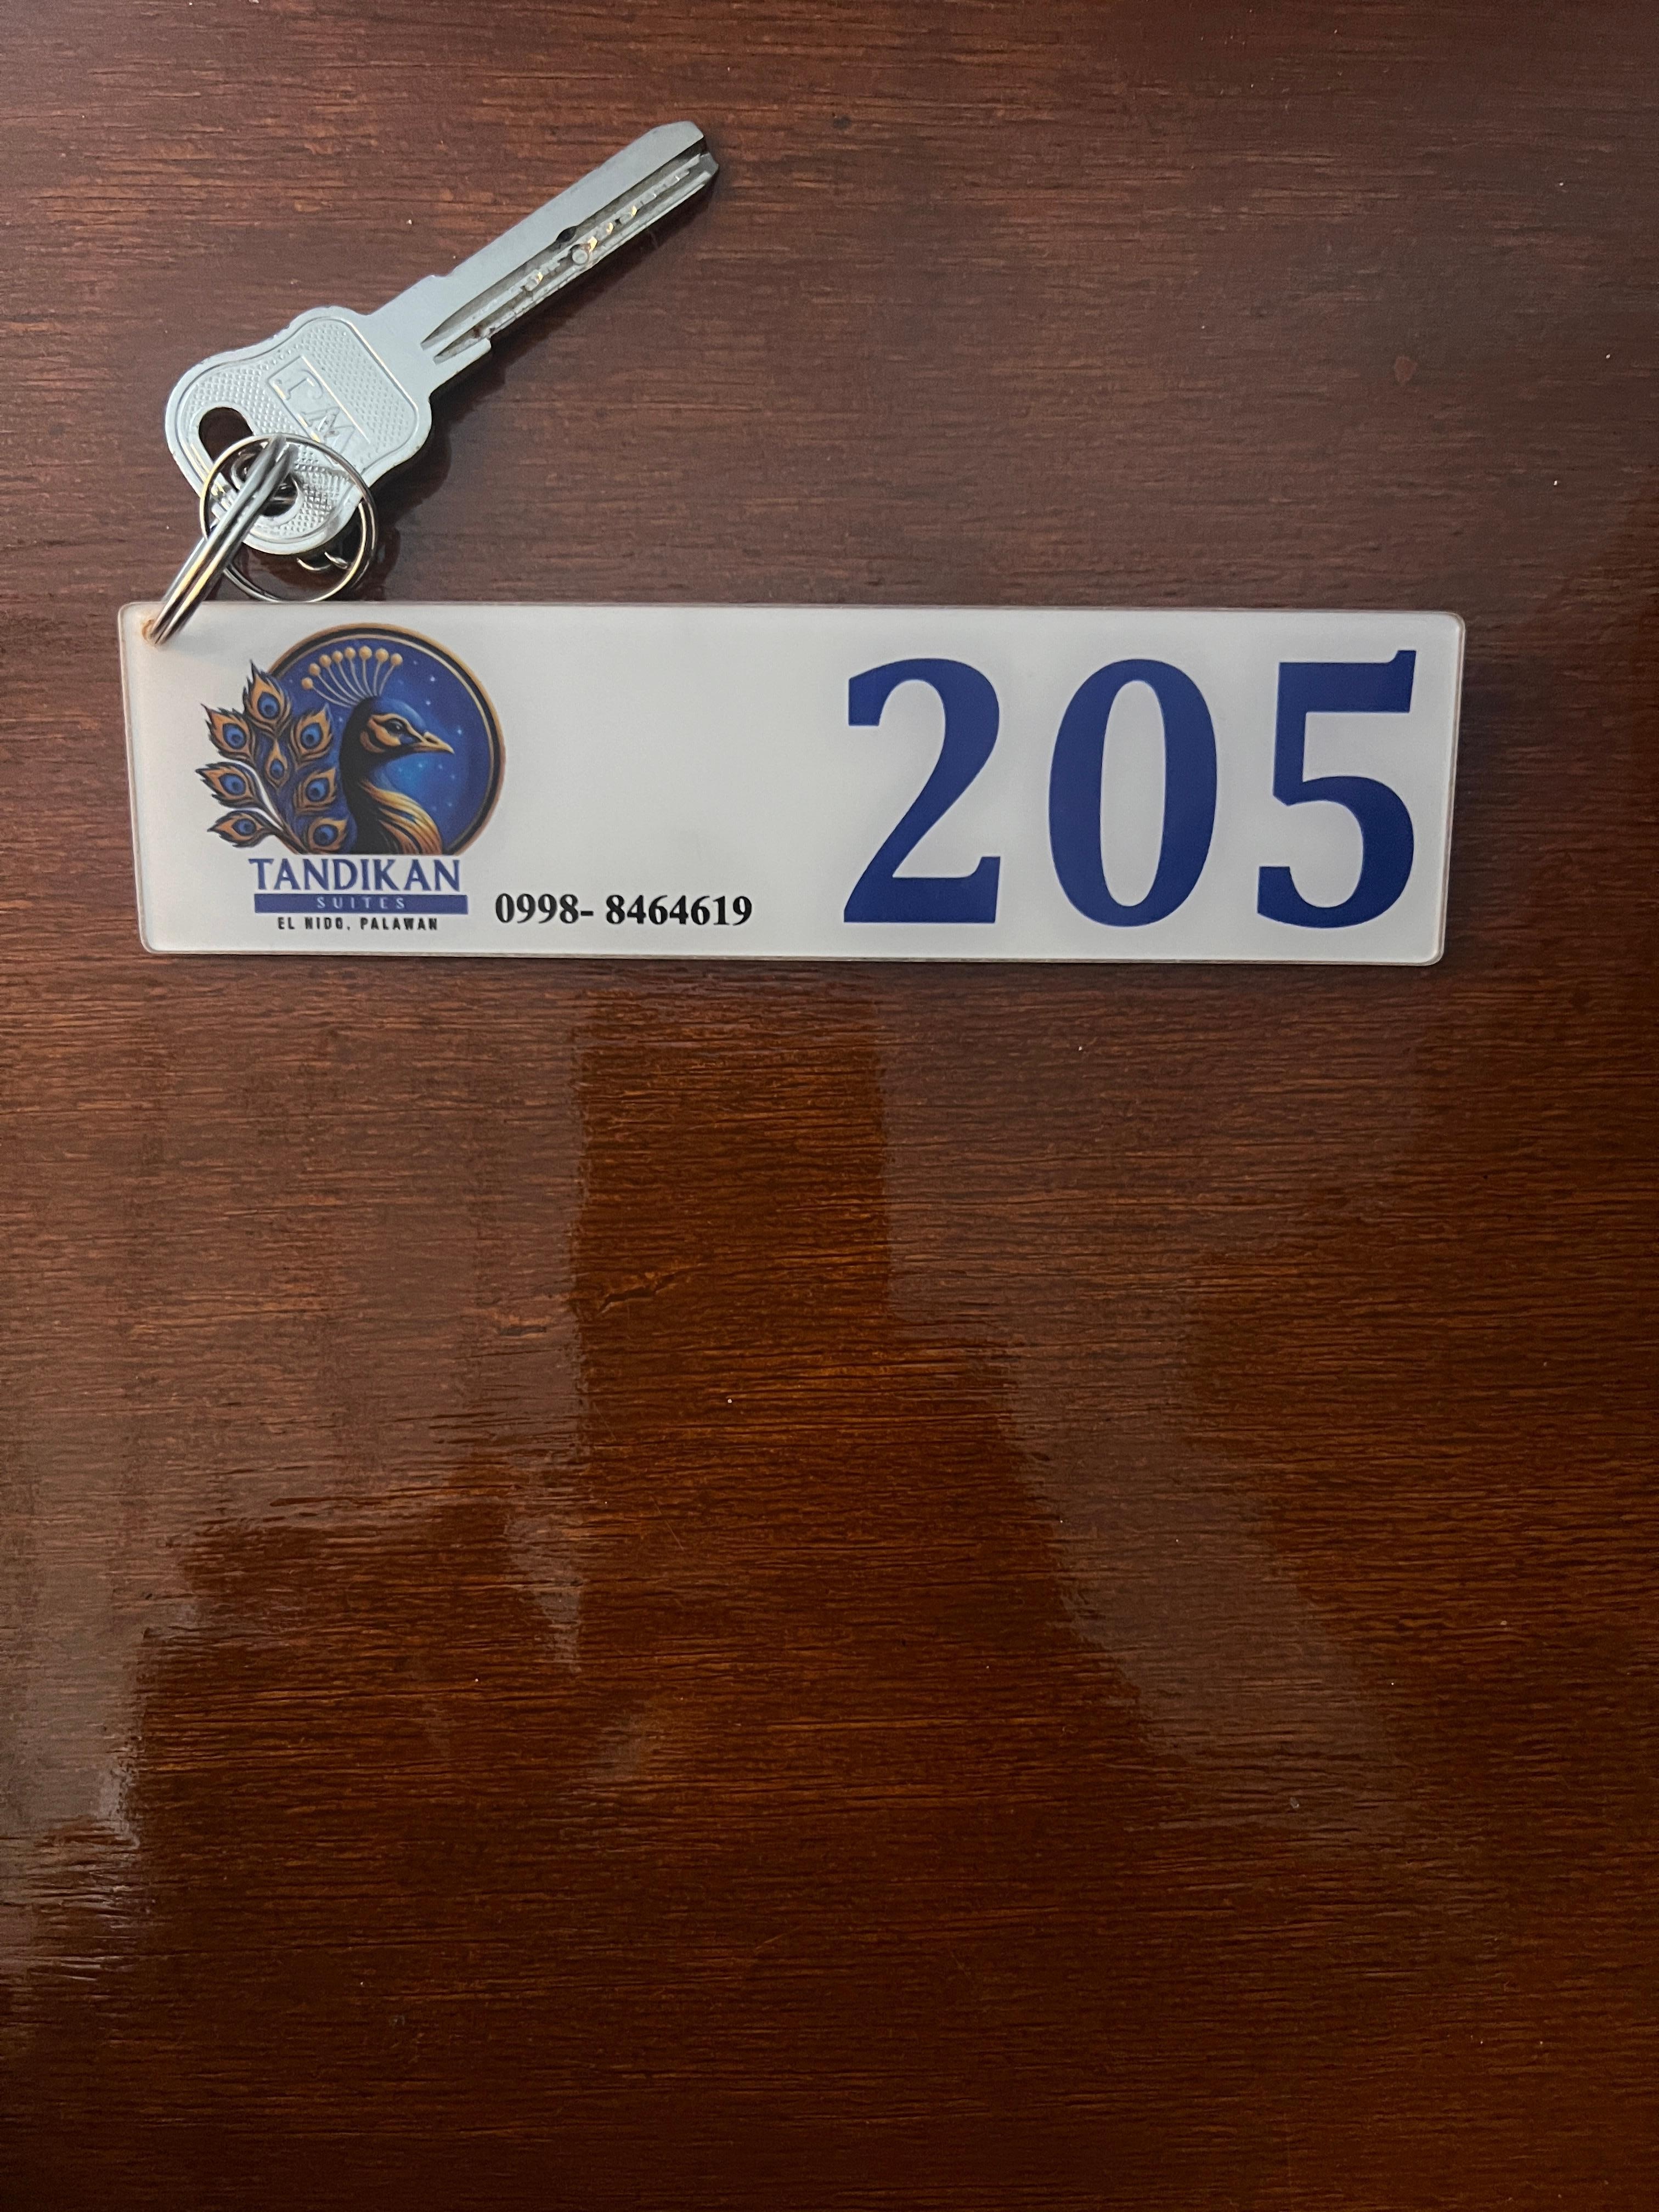 TANDIKAN
SUITES
EL NIDO, PALAWAN
0998- 8464619
205